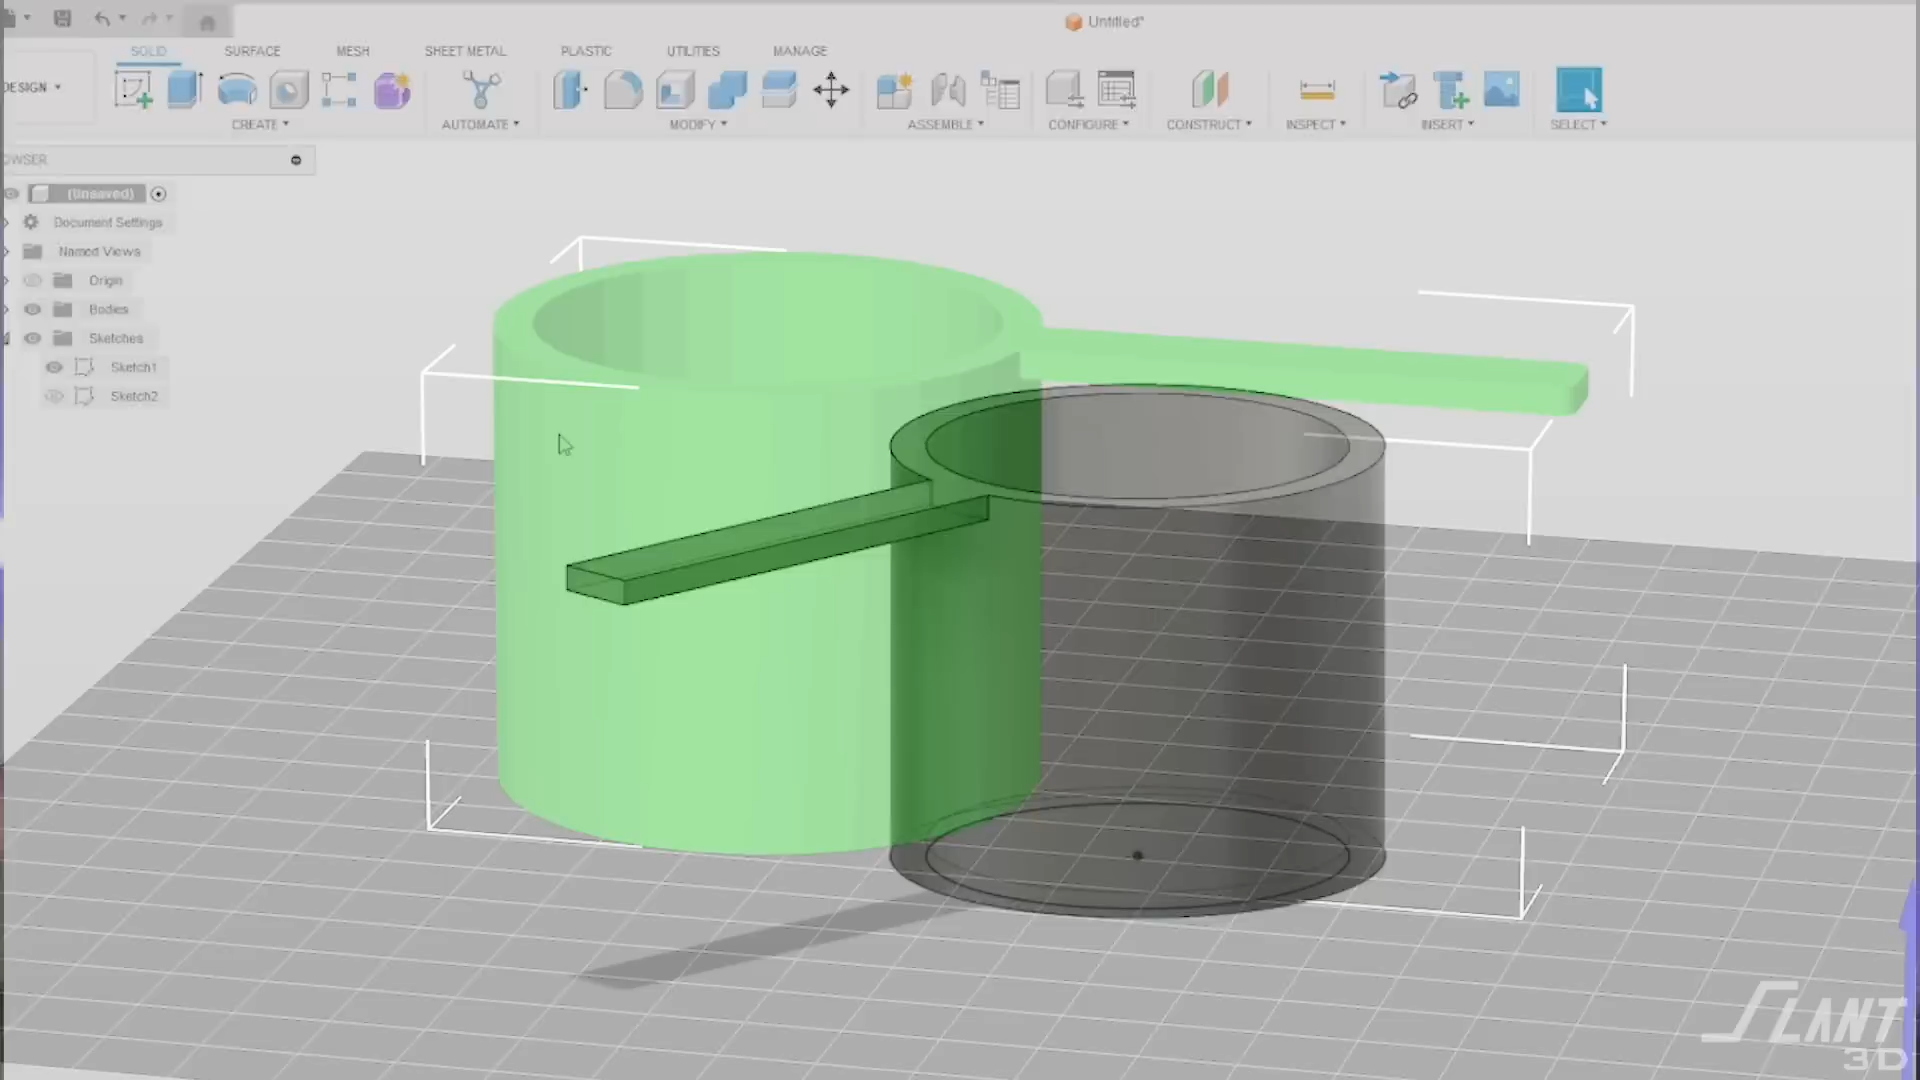 Untitled*
SOLID SURFACE MESH SHEET METAL PLASTIC UTILITIES MANAGE
DESIGN
CREATE AUTOMATE MODIFY ASSEMBLE CONFIGURE CONSTRUCT INSPECT INSERT SELECT
OWSER
(Unsaved)
Document Settings
Named Views
Origin
Bodies
Sketches
Sketch1
Sketch2
SLANT
3D